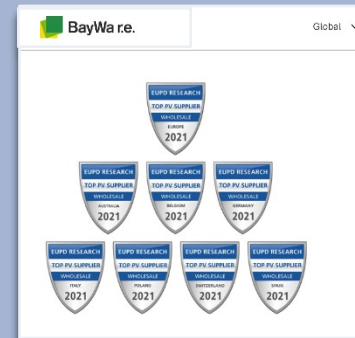 BayWa r.e.
Global
EUPD RESEARCH
TOP PV SUPPLIER
WHOLESALE
EUROPE
2021
EUPD RESEARCH
TOP PV SUPPLIER
WHOLESALE
AUSTRALIA
2021
EUPD RESEARCH
TOP PV SUPPLIER
WHOLESALE
BELGIUM
2021
EUPD RESEARCH
TOP PV SUPPLIER
WHOLESALE
GERMANY
2021
EUPD RESEARCH
TOP PV SUPPLIER
WHOLESALE
ITALY
2021
EUPD RESEARCH
TOP PV SUPPLIER
WHOLESALE
POLAND
2021
EUPD RESEARCH
TOP PV SUPPLIER
WHOLESALE
SWITZERLAND
2021
EUPD RESEARCH
TOP PV SUPPLIER
WHOLESALE
SPAIN
2021